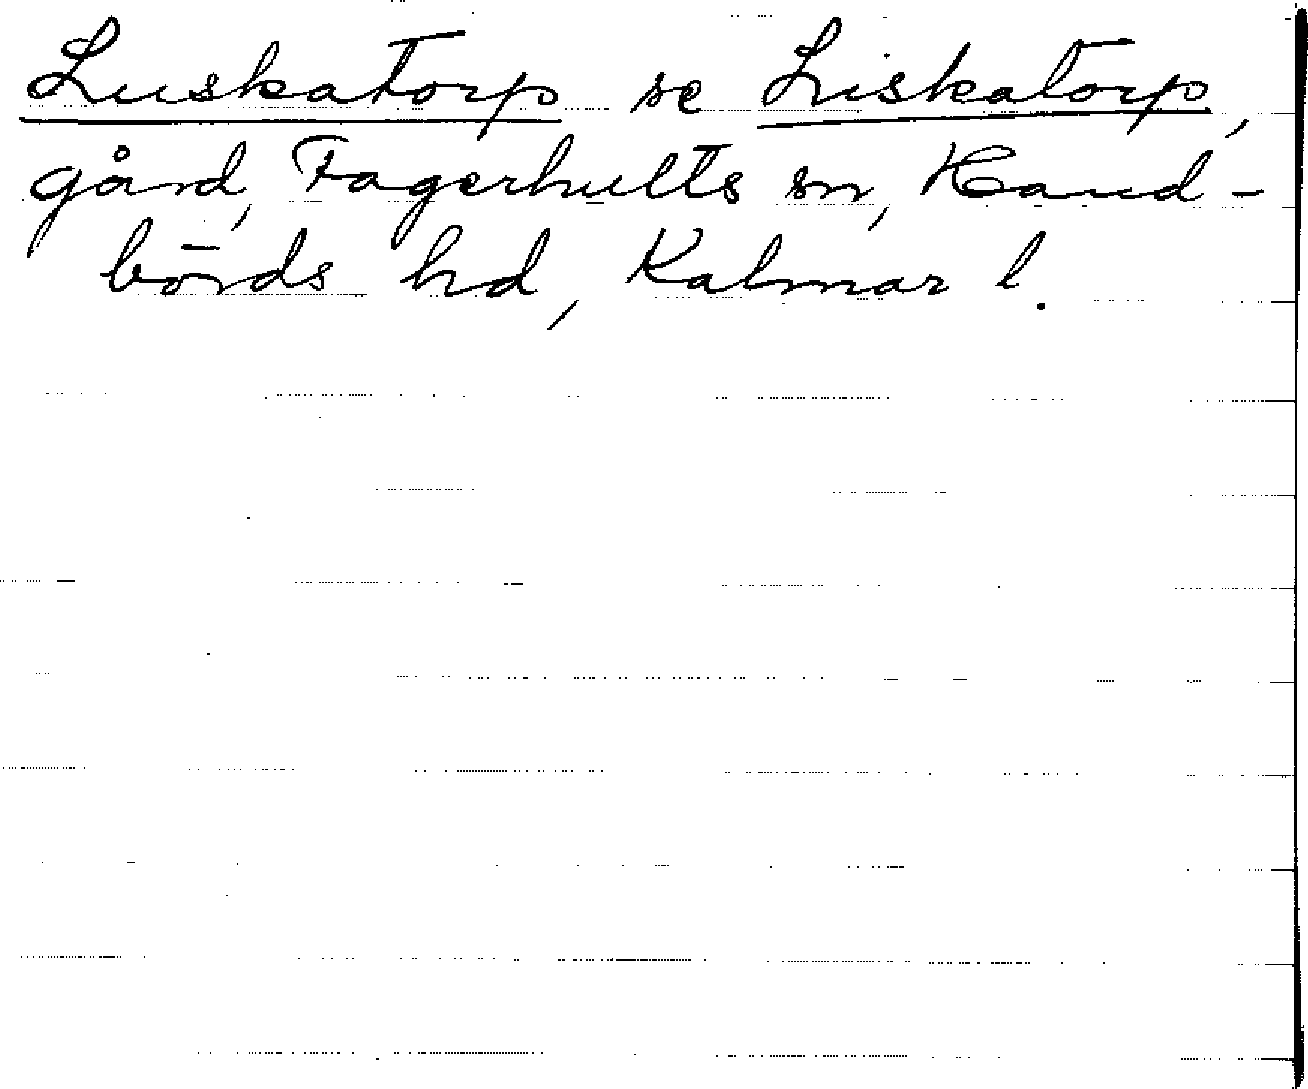 Luskatorp se Liskatorp,
gård, Fagerhults sn, Hand-
börds hd, Kalmar l.